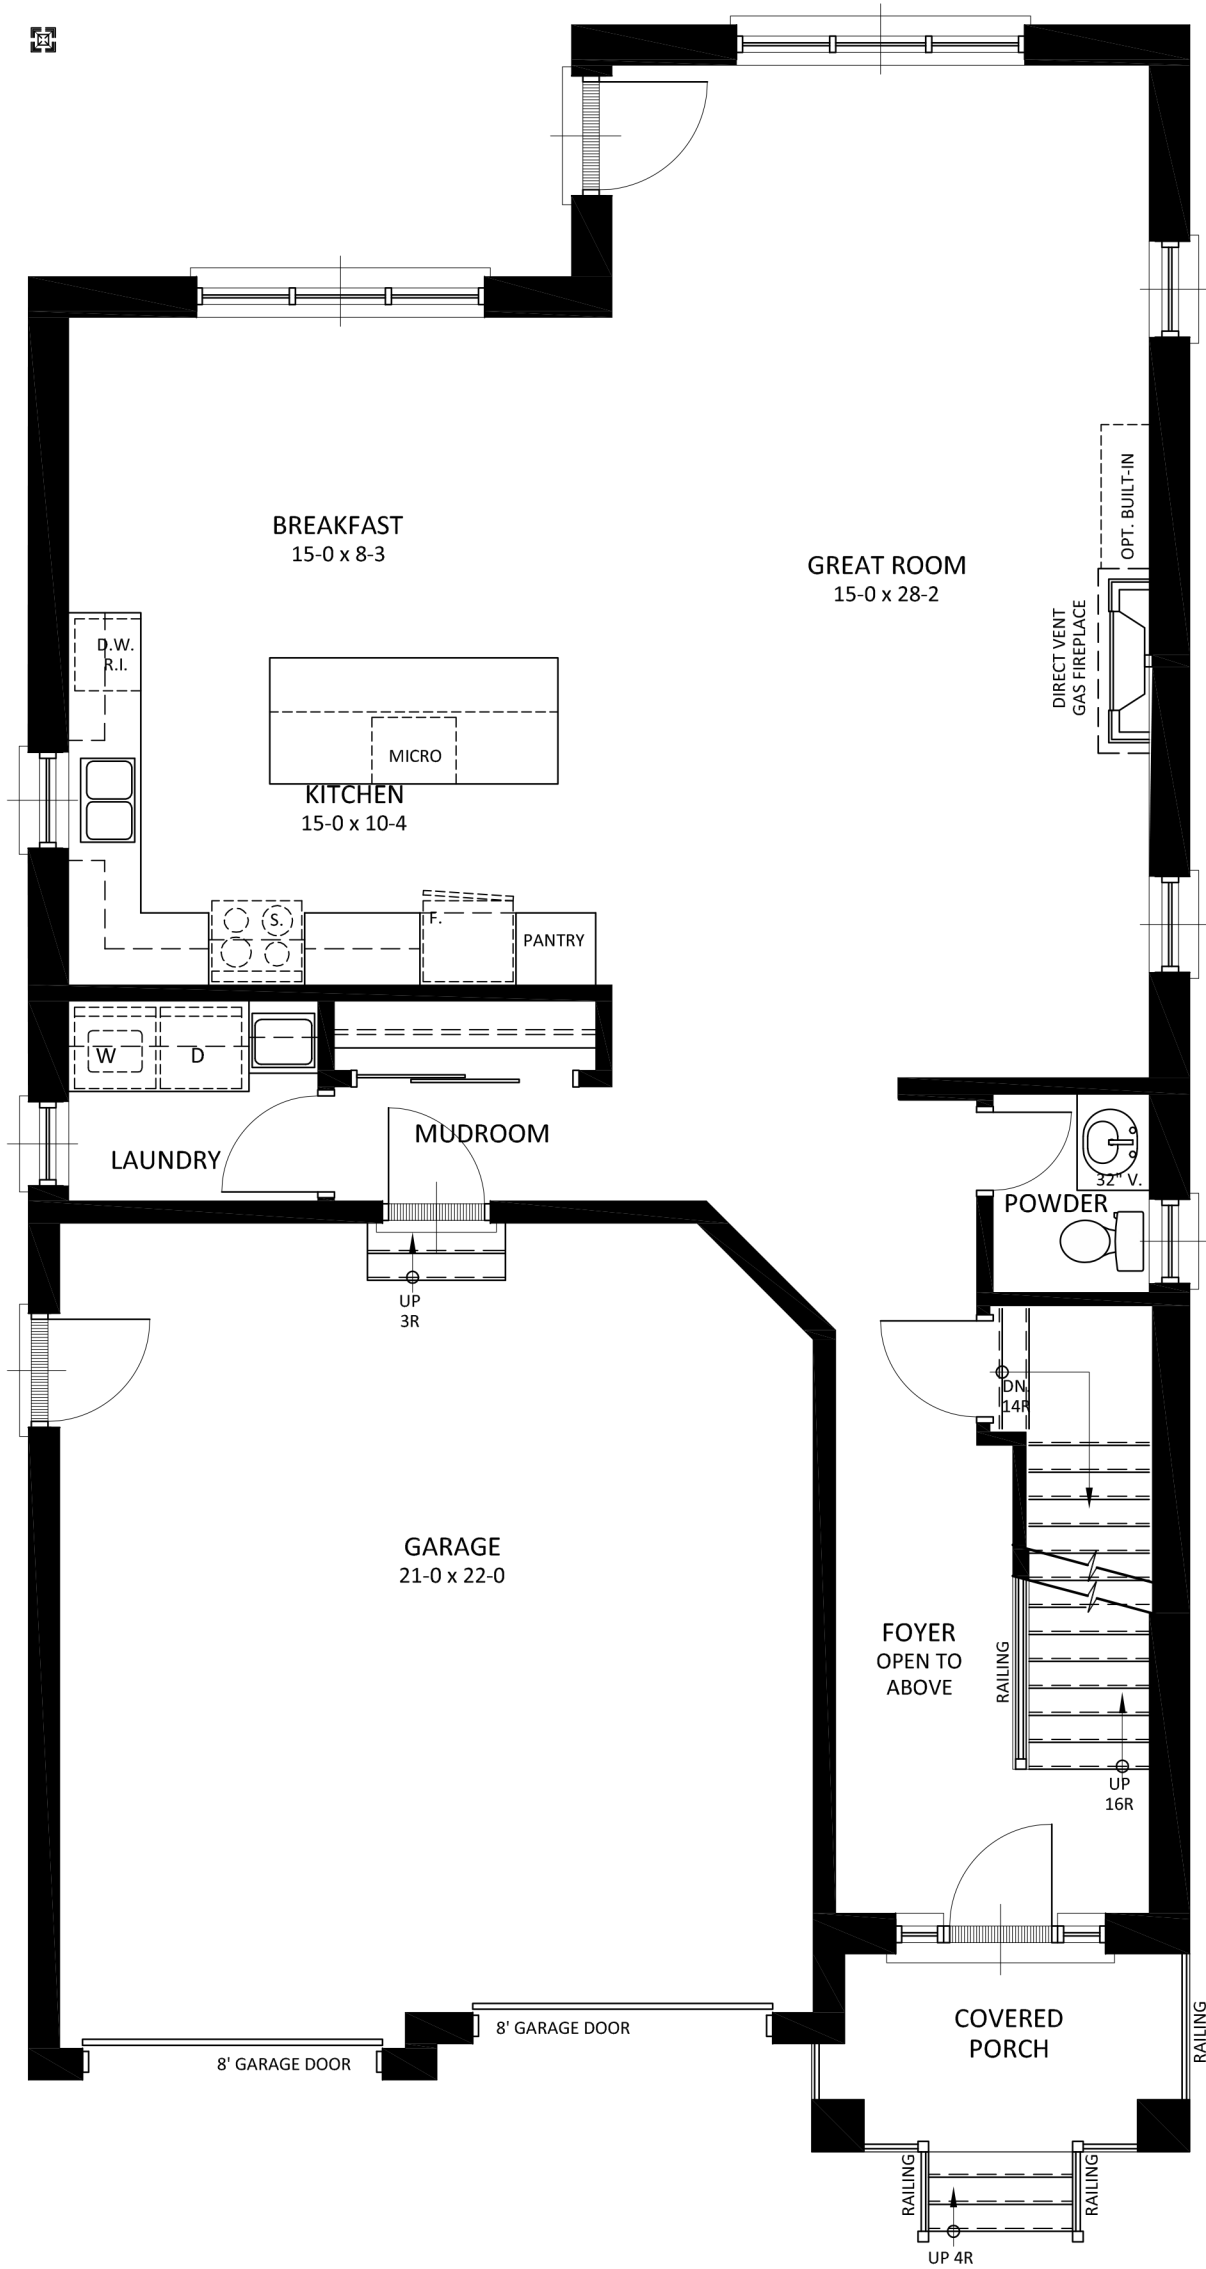 BREAKFAST
15-0 x 8-3
OPT. BUILT-IN
GREAT ROOM
15-0 x 28-2
DIRECT VENT
GAS FIREPLACE
D.W.
R.I.
MICRO
KITCHEN
15-0 x 10-4
S.
F.
PANTRY
W
D
MUDROOM
LAUNDRY
32" V.
POWDER
UP
3R
DN.
14R
GARAGE
21-0 x 22-0
FOYER
OPEN TO
ABOVE
RAILING
UP
16R
COVERED
PORCH
RAILING
8' GARAGE DOOR
8' GARAGE DOOR
RAILING
RAILING
UP 4R